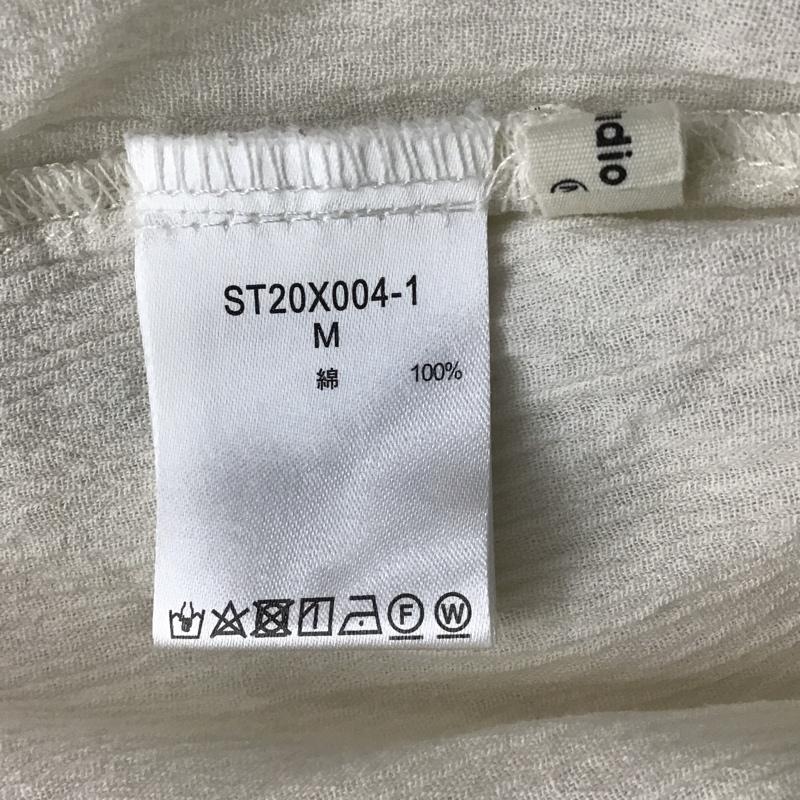 ST20X004-1
M
綿 100%
F W